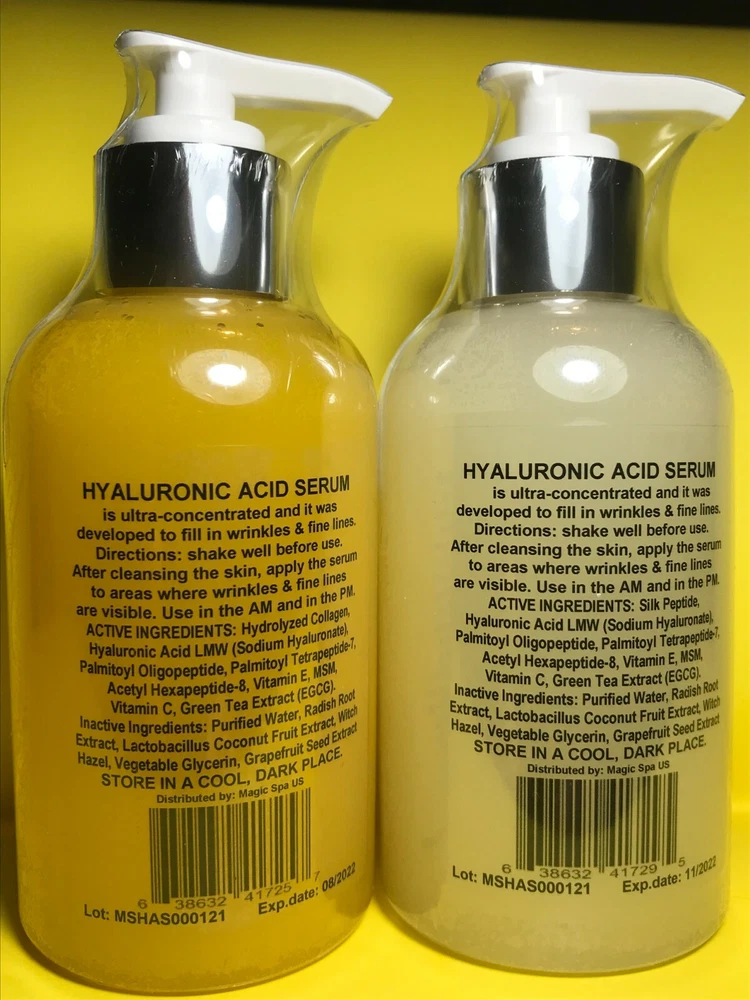 HYALURONIC ACID SERUM
is ultra-concentrated and it was
developed to fill in wrinkles & fine lines.
Directions: shake well before use.
After cleansing the skin, apply the serum
to areas where wrinkles & fine lines
are visible. Use in the AM and in the PM.
ACTIVE INGREDIENTS: Hydrolyzed Collagen,
Hyaluronic Acid LMW (Sodium Hyaluronate),
Palmitoyl Oligopeptide, Palmitoyl Tetrapeptide-7,
Acetyl Hexapeptide-8, Vitamin E, MSM,
Vitamin C, Green Tea Extract (EGCG).
Inactive Ingredients: Purified Water, Radish Root
Extract, Lactobacillus Coconut Fruit Extract, Witch
Hazel, Vegetable Glycerin, Grapefruit Seed Extract
STORE IN A COOL, DARK PLACE.
Distributed by: Magic Spa US
6 38632 41725 7
Lot: MSHAS000121 Exp.date: 08/2022
HYALURONIC ACID SERUM
is ultra-concentrated and it was
developed to fill in wrinkles & fine lines.
Directions: shake well before use.
After cleansing the skin, apply the serum
to areas where wrinkles & fine lines
are visible. Use in the AM and in the PM.
ACTIVE INGREDIENTS: Silk Peptide,
Hyaluronic Acid LMW (Sodium Hyaluronate),
Palmitoyl Oligopeptide, Palmitoyl Tetrapeptide-7,
Acetyl Hexapeptide-8, Vitamin E, MSM,
Vitamin C, Green Tea Extract (EGCG).
Inactive Ingredients: Purified Water, Radish Root
Extract, Lactobacillus Coconut Fruit Extract, Witch
Hazel, Vegetable Glycerin, Grapefruit Seed Extract
STORE IN A COOL, DARK PLACE.
Distributed by: Magic Spa US
6 38632 41729 5
Lot: MSHAS000121 Exp.date: 11/2022